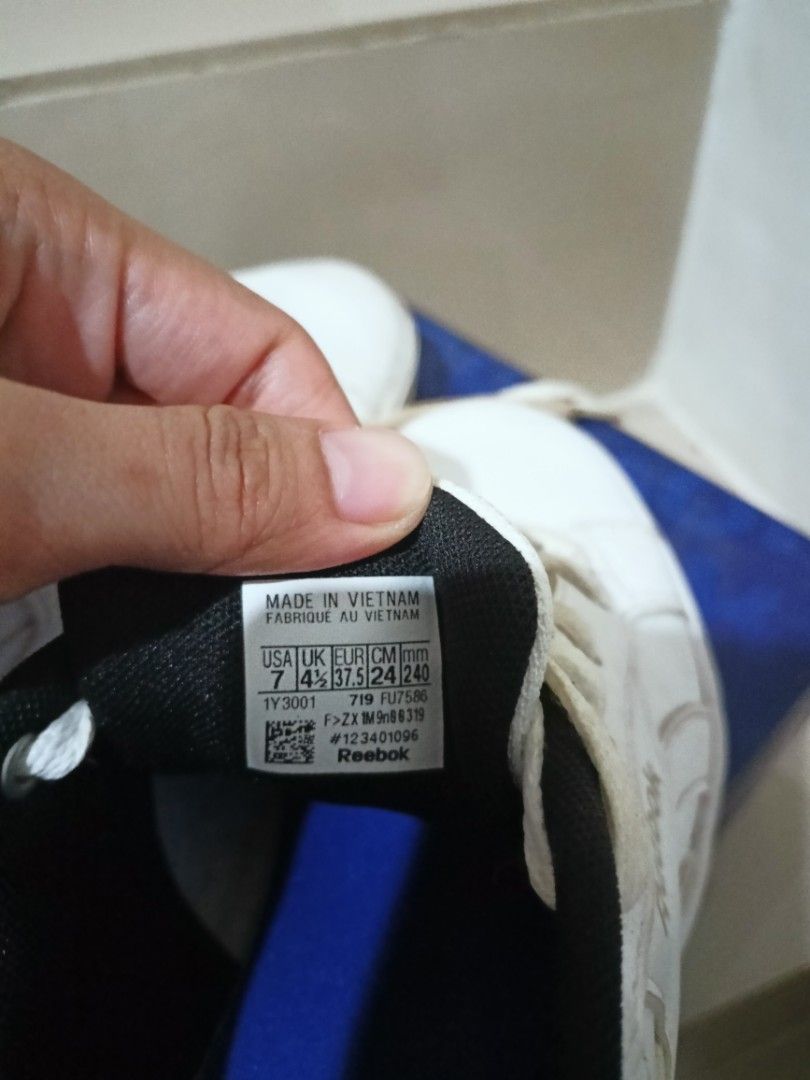 MADE IN VIETNAM
FABRIQUÉ AU VIETNAM
USA UK EUR CM mm
7 4½ 37.5 24 240
1Y3001 719 FU7586
#123401096
Reebok